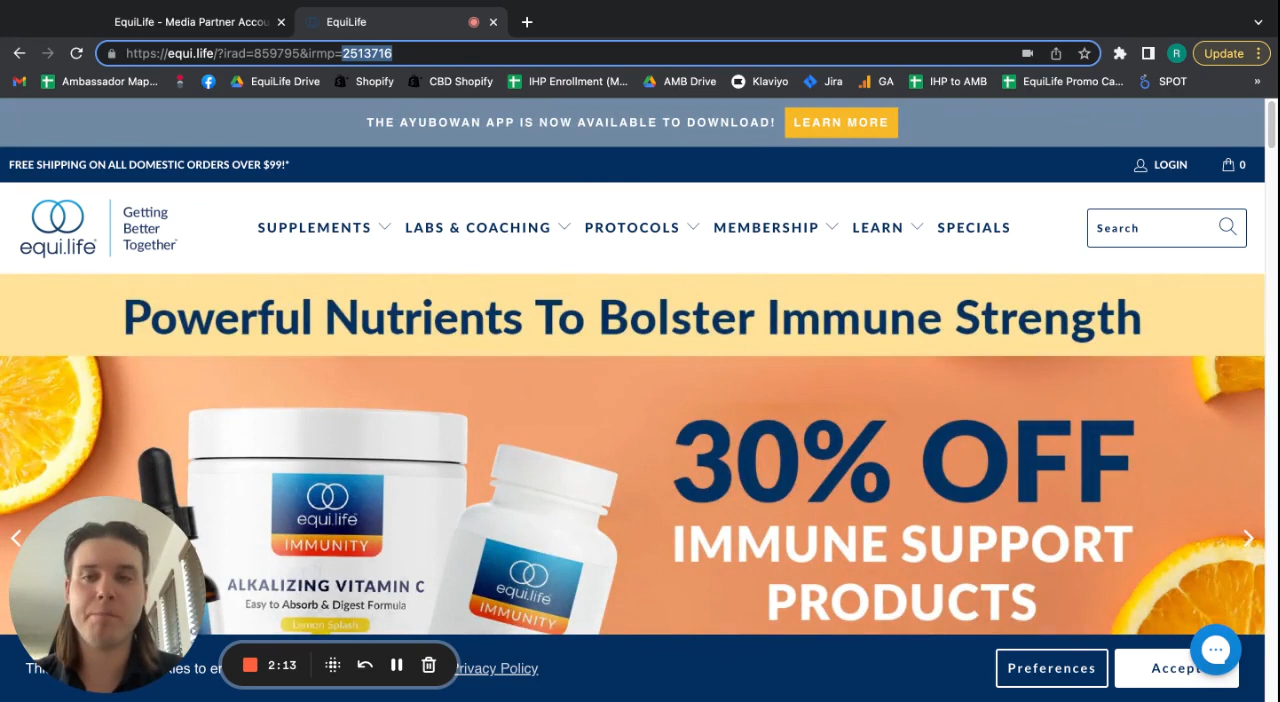 EquiLife - Media Partner Accou
EquiLife
https://equi.life/?irad=859795&irmp=2513716
R
Update
Ambassador Map...
EquiLife Drive
Shopify
CBD Shopify
IHP Enrollment (M...
AMB Drive
Klaviyo
Jira
GA
IHP to AMB
EquiLife Promo Ca...
SPOT
»
THE AYUBOWAN APP IS NOW AVAILABLE TO DOWNLOAD!
LEARN MORE
FREE SHIPPING ON ALL DOMESTIC ORDERS OVER $99!*
LOGIN
0
equi.life
Getting
Better
Together
SUPPLEMENTS
LABS & COACHING
PROTOCOLS
MEMBERSHIP
LEARN
SPECIALS
Search
Powerful Nutrients To Bolster Immune Strength
30% OFF
IMMUNE SUPPORT
PRODUCTS
equi.life
IMMUNITY
ALKALIZING VITAMIN C
Easy to Absorb & Digest Formula
Lemon Splash
equi.life
IMMUNITY
2:13
Privacy Policy
Preferences
Accept